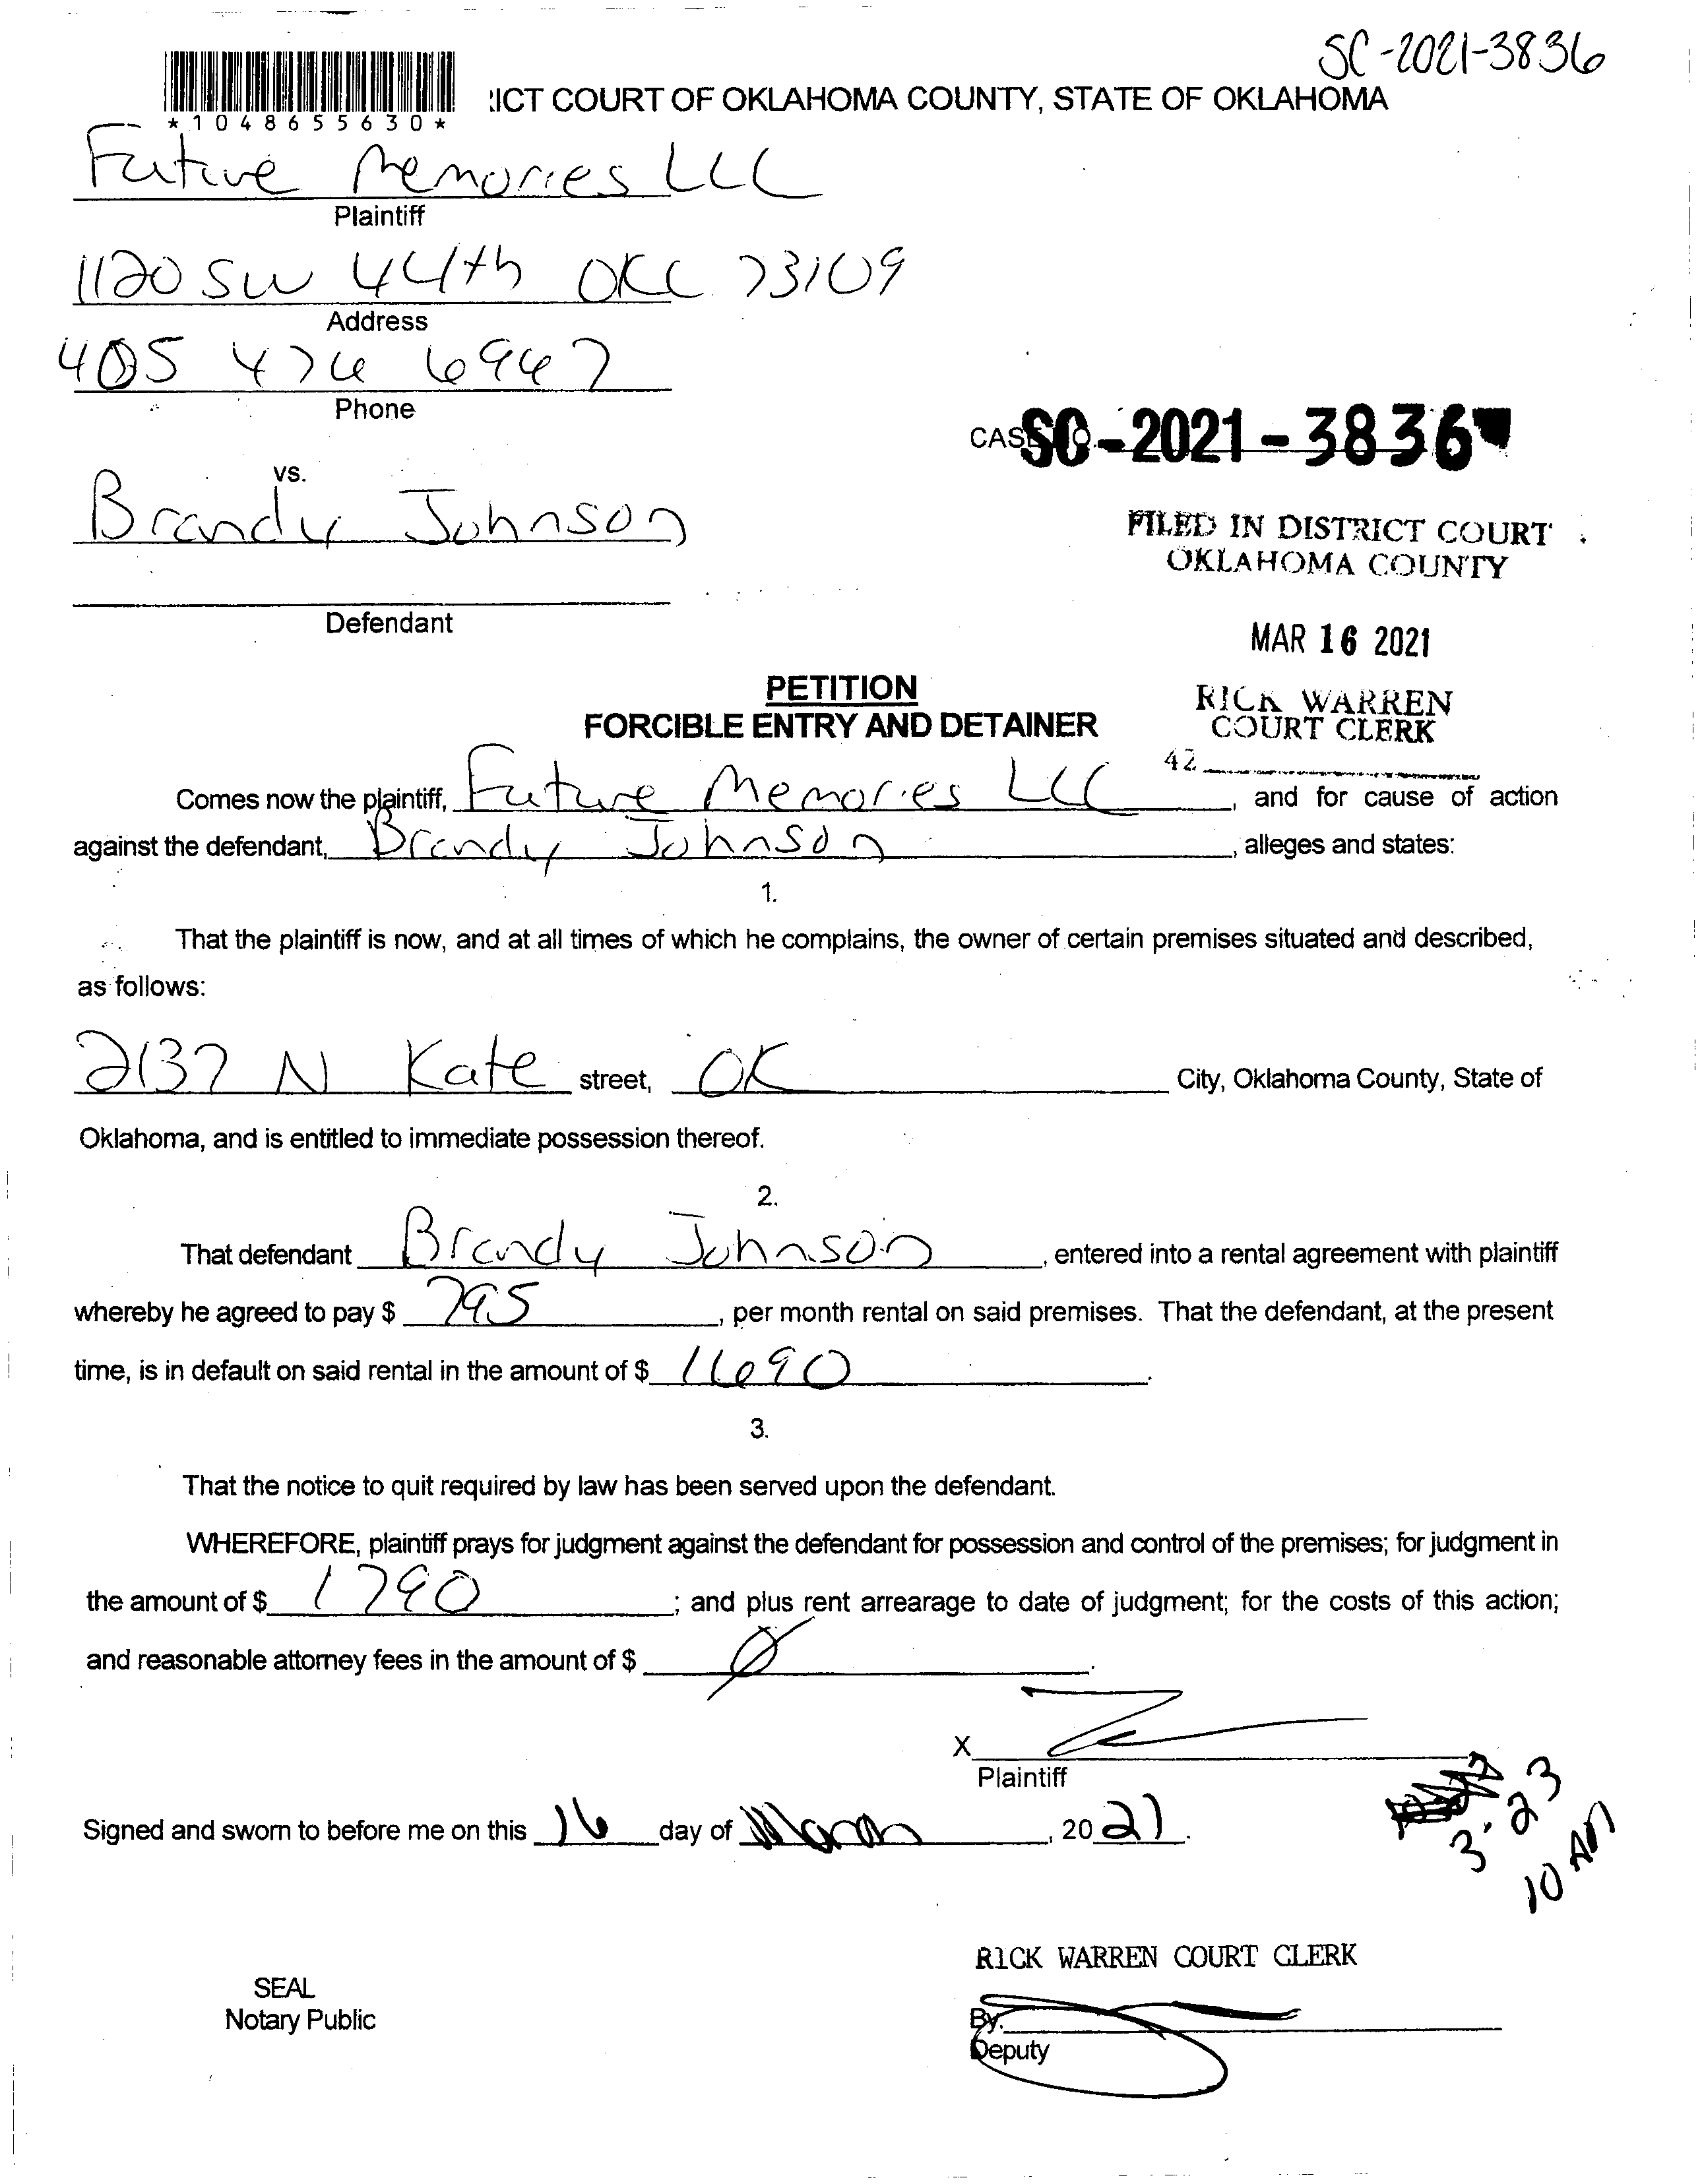 SC-2021-3836
ICT COURT OF OKLAHOMA COUNTY, STATE OF OKLAHOMA
*1048655630*
Future Memories LLC
Plaintiff
1120 SW 44th OKC 73109
Address
405 476 6967
Phone
CAS SC-2021-3836
vs.
Brandy Johnson
FILED IN DISTRICT COURT
OKLAHOMA COUNTY
Defendant
MAR 16 2021
PETITION
RICK WARREN
FORCIBLE ENTRY AND DETAINER
COURT CLERK
42
Comes now the plaintiff, Future Memories LLC, and for cause of action
against the defendant, Brandy Johnson, alleges and states:
1.
That the plaintiff is now, and at all times of which he complains, the owner of certain premises situated and described,
as follows:
2137 N Kate street, OK City, Oklahoma County, State of
Oklahoma, and is entitled to immediate possession thereof.
2.
That defendant Brandy Johnson, entered into a rental agreement with plaintiff
whereby he agreed to pay $ 795, per month rental on said premises. That the defendant, at the present
time, is in default on said rental in the amount of $ 1690.
3.
That the notice to quit required by law has been served upon the defendant.
WHEREFORE, plaintiff prays for judgment against the defendant for possession and control of the premises; for judgment in
the amount of $ 1790; and plus rent arrearage to date of judgment; for the costs of this action;
and reasonable attorney fees in the amount of $ 0.
X
Plaintiff
Signed and sworn to before me on this 16 day of March, 2021.
3.23
10 AM
RICK WARREN COURT CLERK
SEAL
Notary Public
By.
Deputy